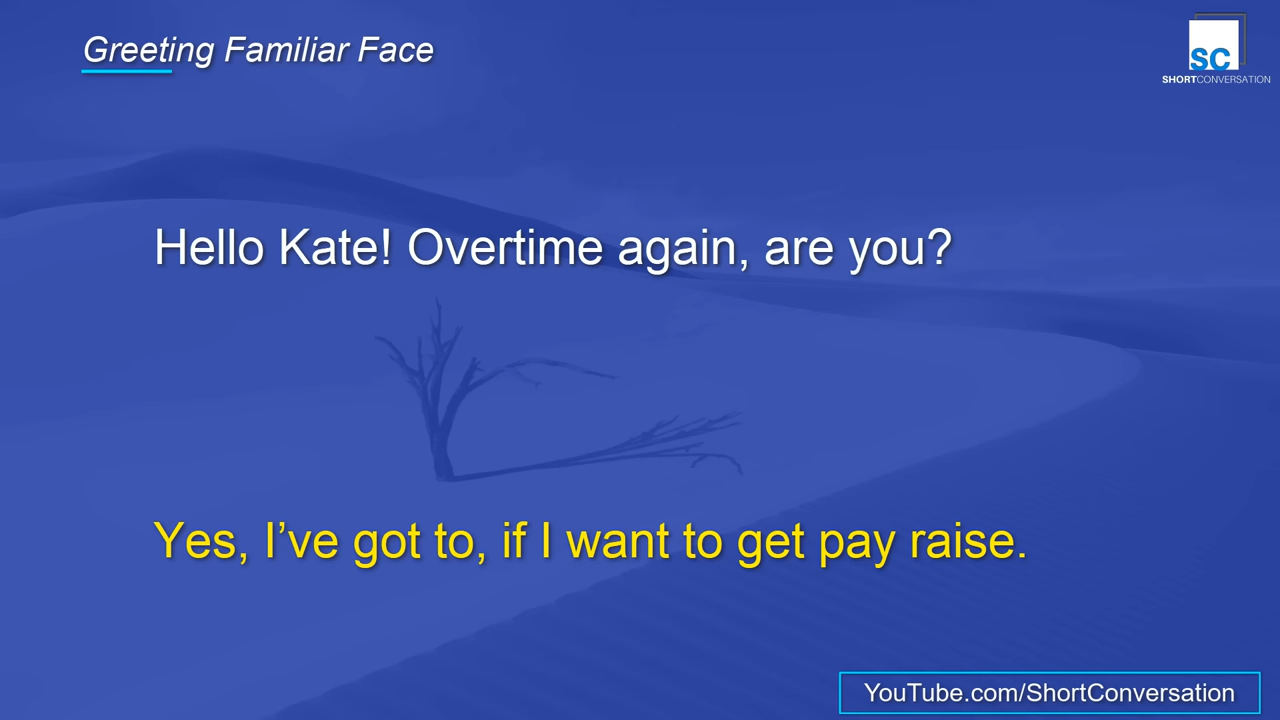 Greeting Familiar Face
SC
SHORTCONVERSATION
Hello Kate! Overtime again, are you?
Yes, I’ve got to, if I want to get pay raise.
YouTube.com/ShortConversation